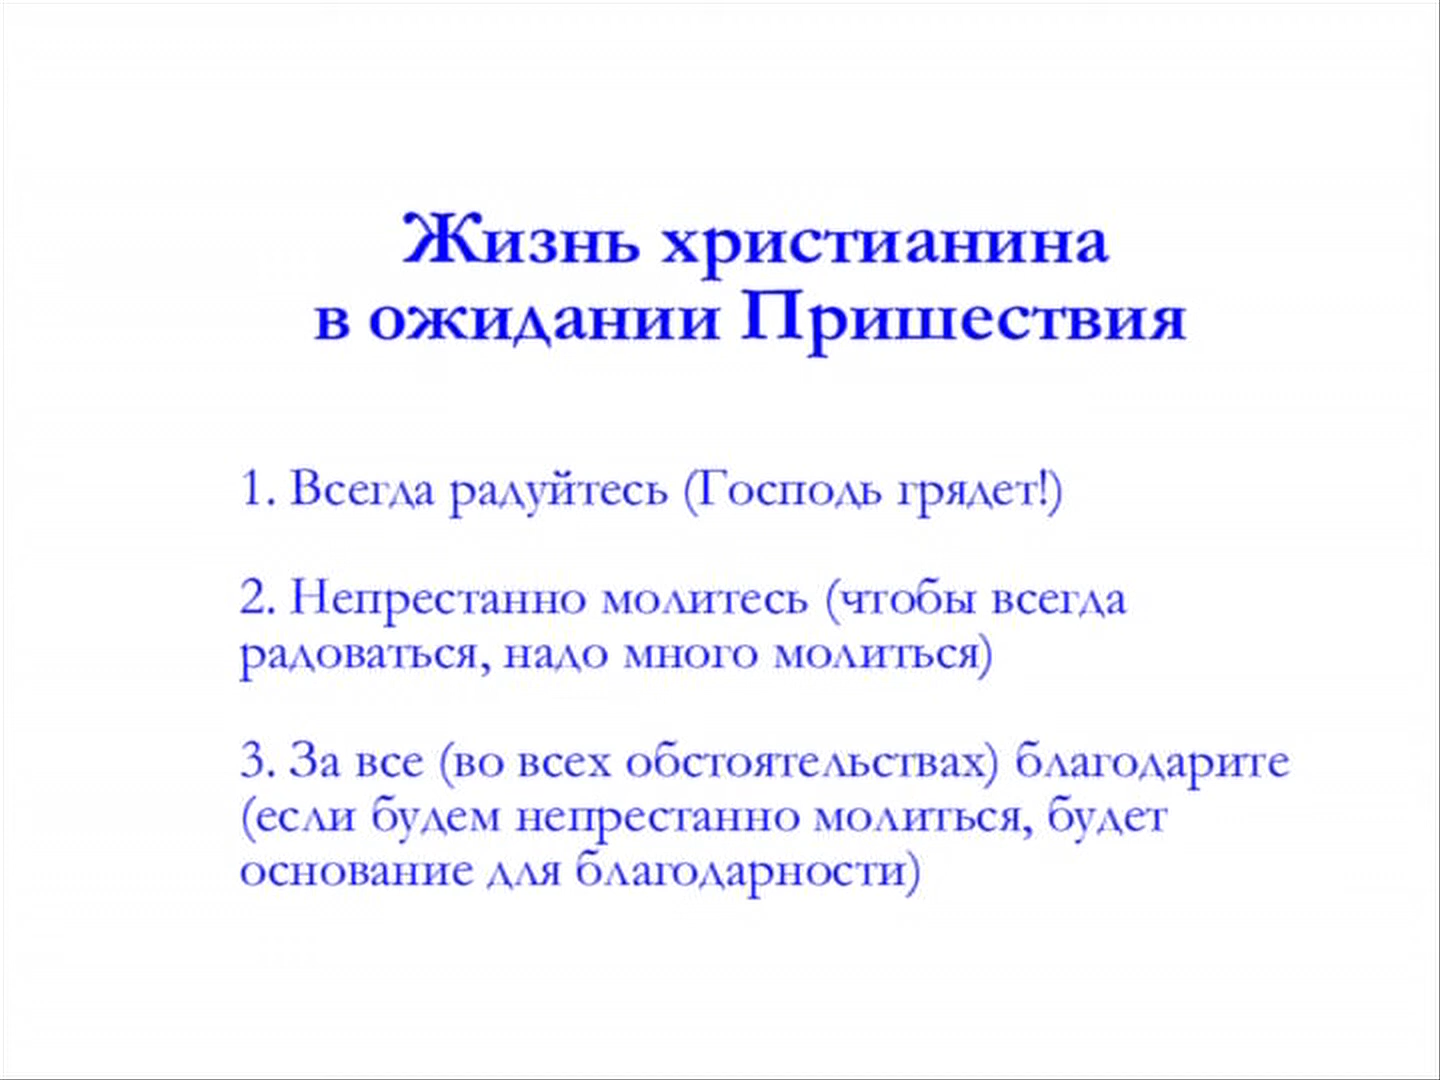 Жизнь христианина
в ожидании Пришествия
1. Всегда радуйтесь (Господь грядет!)
2. Непрестанно молитесь (чтобы всегда
радоваться, надо много молиться)
3. За все (во всех обстоятельствах) благодарите
(если будем непрестанно молиться, будет
основание для благодарности)